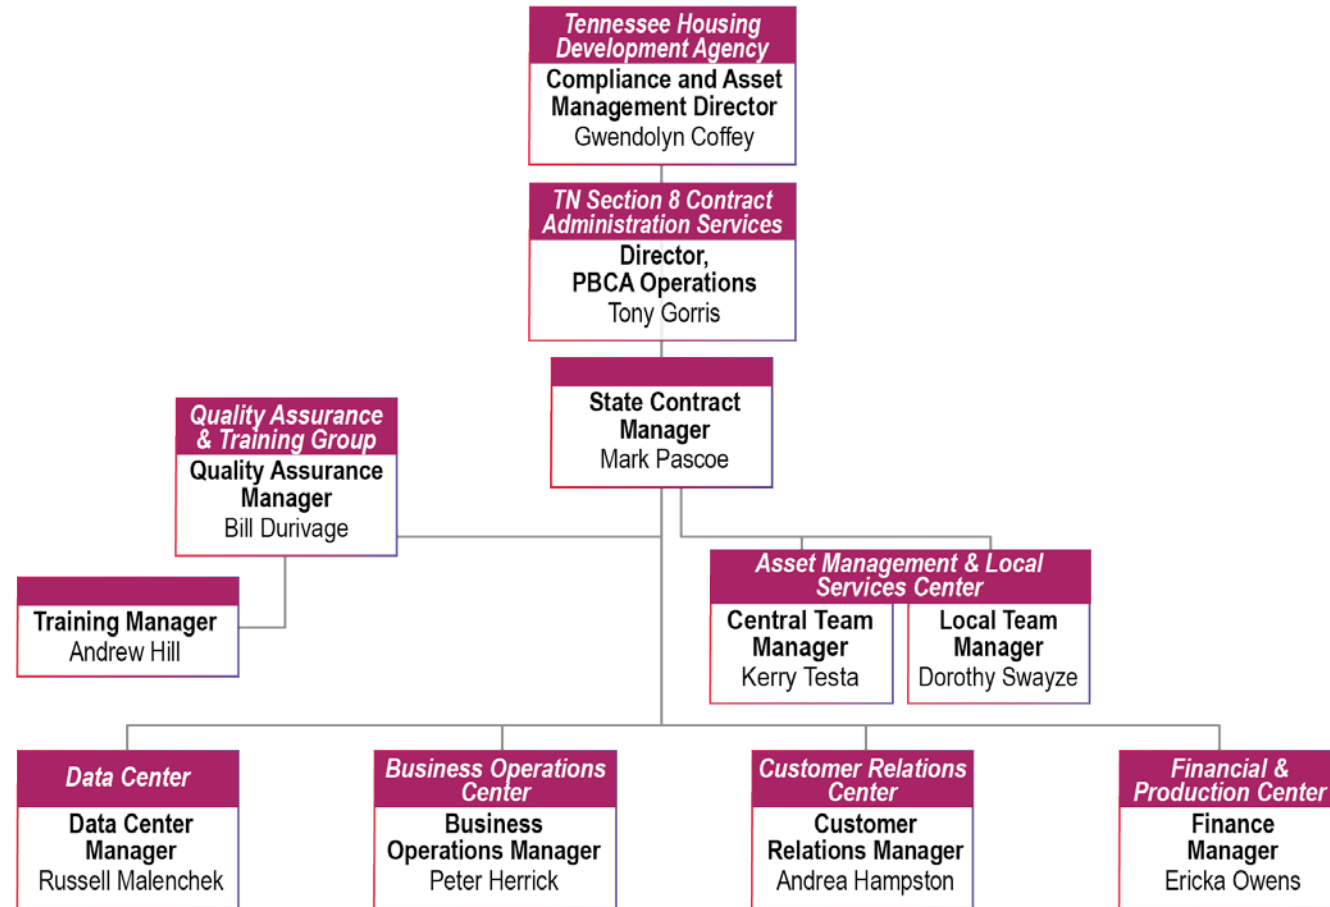 Tennessee Housing
Development Agency
Compliance and Asset
Management Director
Gwendolyn Coffey
TN Section 8 Contract
Administration Services
Director,
PBCA Operations
Tony Gorris
State Contract
Manager
Mark Pascoe
Quality Assurance
& Training Group
Quality Assurance
Manager
Bill Durivage
Training Manager
Andrew Hill
Asset Management & Local
Services Center
Central Team
Manager
Kerry Testa
Local Team
Manager
Dorothy Swayze
Data Center
Data Center
Manager
Russell Malenchek
Business Operations
Center
Business
Operations Manager
Peter Herrick
Customer Relations
Center
Customer
Relations Manager
Andrea Hampston
Financial &
Production Center
Finance
Manager
Ericka Owens